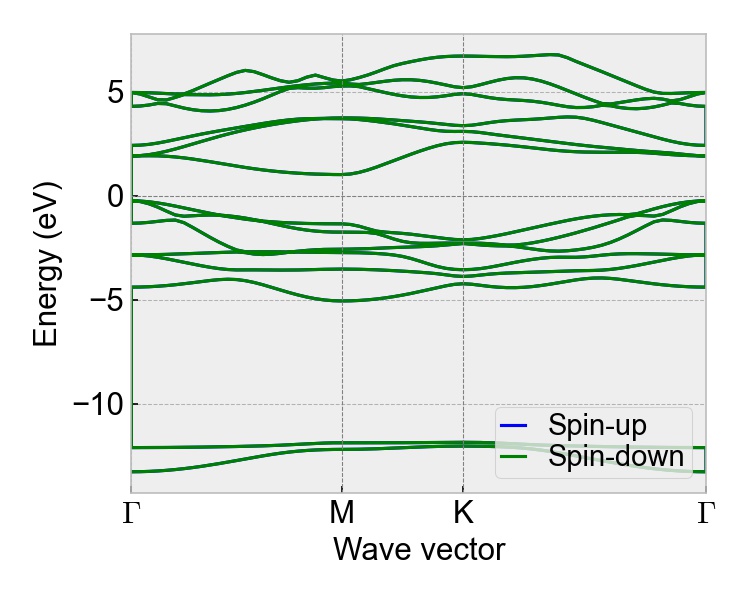 5
0
−5
−10
Energy (eV)
Spin-up
Spin-down
Γ M K Γ
Wave vector